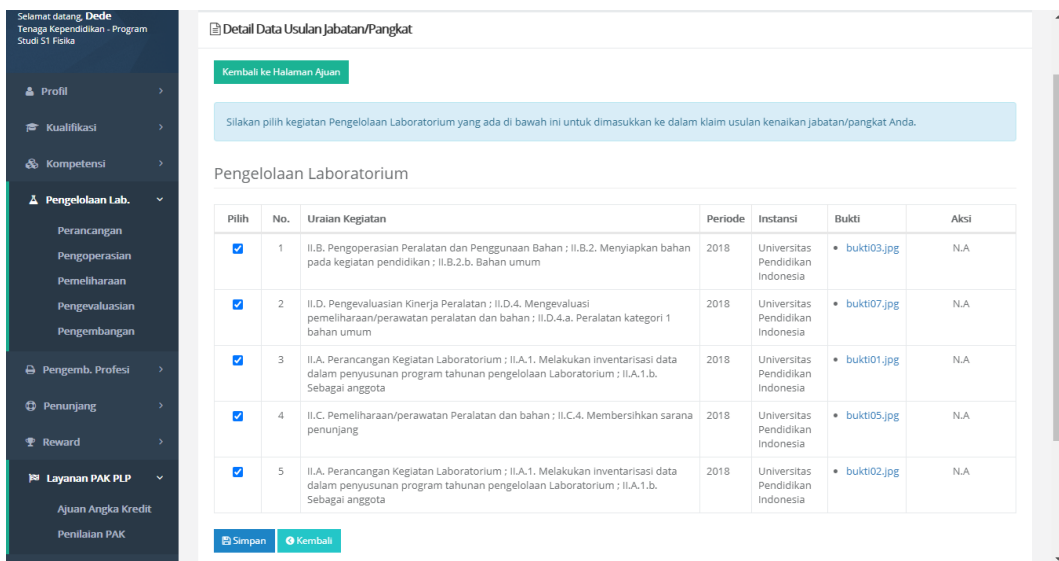 Selamat datang, Dede
Tenaga Kependidikan - Program
Studi S1 Fisika
Profil
Kualifikasi
Kompetensi
Pengelolaan Lab.
Perancangan
Pengoperasian
Pemeliharaan
Pengevaluasian
Pengembangan
Pengemb. Profesi
Penunjang
Reward
Layanan PAK PLP
Ajuan Angka Kredit
Penilaian PAK
Detail Data Usulan Jabatan/Pangkat
Kembali ke Halaman Ajuan
Silakan pilih kegiatan Pengelolaan Laboratorium yang ada di bawah ini untuk dimasukkan ke dalam klaim usulan kenaikan jabatan/pangkat Anda.
Pengelolaan Laboratorium
Pilih No. Uraian Kegiatan Periode Instansi Bukti Aksi
1 II.B. Pengoperasian Peralatan dan Penggunaan Bahan ; II.B.2. Menyiapkan bahan 2018 Universitas • bukti03.jpg N.A
pada kegiatan pendidikan ; II.B.2.b. Bahan umum Pendidikan
Indonesia
2 II.D. Pengevaluasian Kinerja Peralatan ; II.D.4. Mengevaluasi 2018 Universitas • bukti07.jpg N.A
pemeliharaan/perawatan peralatan dan bahan ; II.D.4.a. Peralatan kategori 1 Pendidikan
bahan umum Indonesia
3 II.A. Perancangan Kegiatan Laboratorium ; II.A.1. Melakukan inventarisasi data 2018 Universitas • bukti01.jpg N.A
dalam penyusunan program tahunan pengelolaan Laboratorium ; II.A.1.b. Pendidikan
Sebagai anggota Indonesia
4 II.C. Pemeliharaan/perawatan Peralatan dan bahan ; II.C.4. Membersihkan sarana 2018 Universitas • bukti05.jpg N.A
penunjang Pendidikan
Indonesia
5 II.A. Perancangan Kegiatan Laboratorium ; II.A.1. Melakukan inventarisasi data 2018 Universitas • bukti02.jpg N.A
dalam penyusunan program tahunan pengelolaan Laboratorium ; II.A.1.b. Pendidikan
Sebagai anggota Indonesia
Simpan Kembali